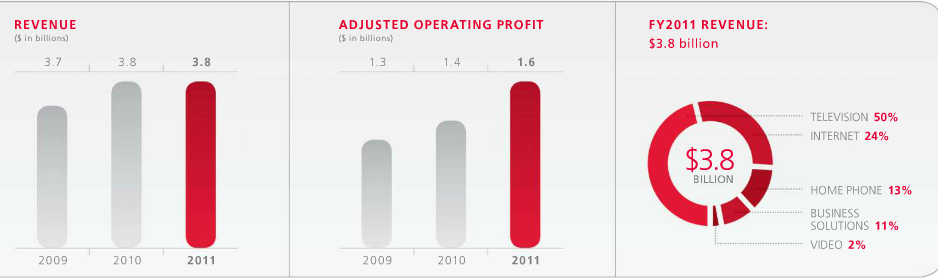 REVENUE
($ in billions)
3.7 3.8 3.8
2009 2010 2011
ADJUSTED OPERATING PROFIT
($ in billions)
1.3 1.4 1.6
2009 2010 2011
FY2011 REVENUE:
$3.8 billion
$3.8
BILLION
TELEVISION 50%
INTERNET 24%
HOME PHONE 13%
BUSINESS
SOLUTIONS 11%
VIDEO 2%